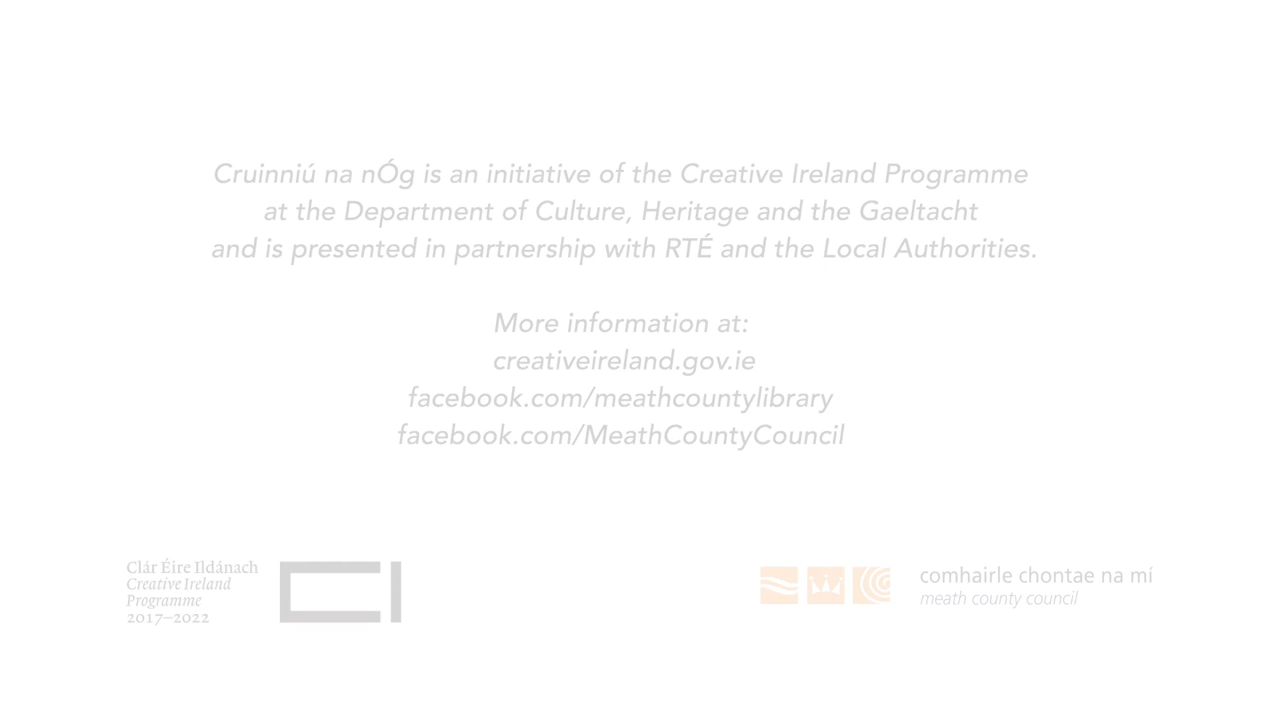 Cruinniú na nÓg is an initiative of the Creative Ireland Programme
at the Department of Culture, Heritage and the Gaeltacht
and is presented in partnership with RTÉ and the Local Authorities.
More information at:
creativeireland.gov.ie
facebook.com/meathcountylibrary
facebook.com/MeathCountyCouncil
Clár Éire Ildánach
Creative Ireland
Programme
2017–2022
comhairle chontae na mí
meath county council